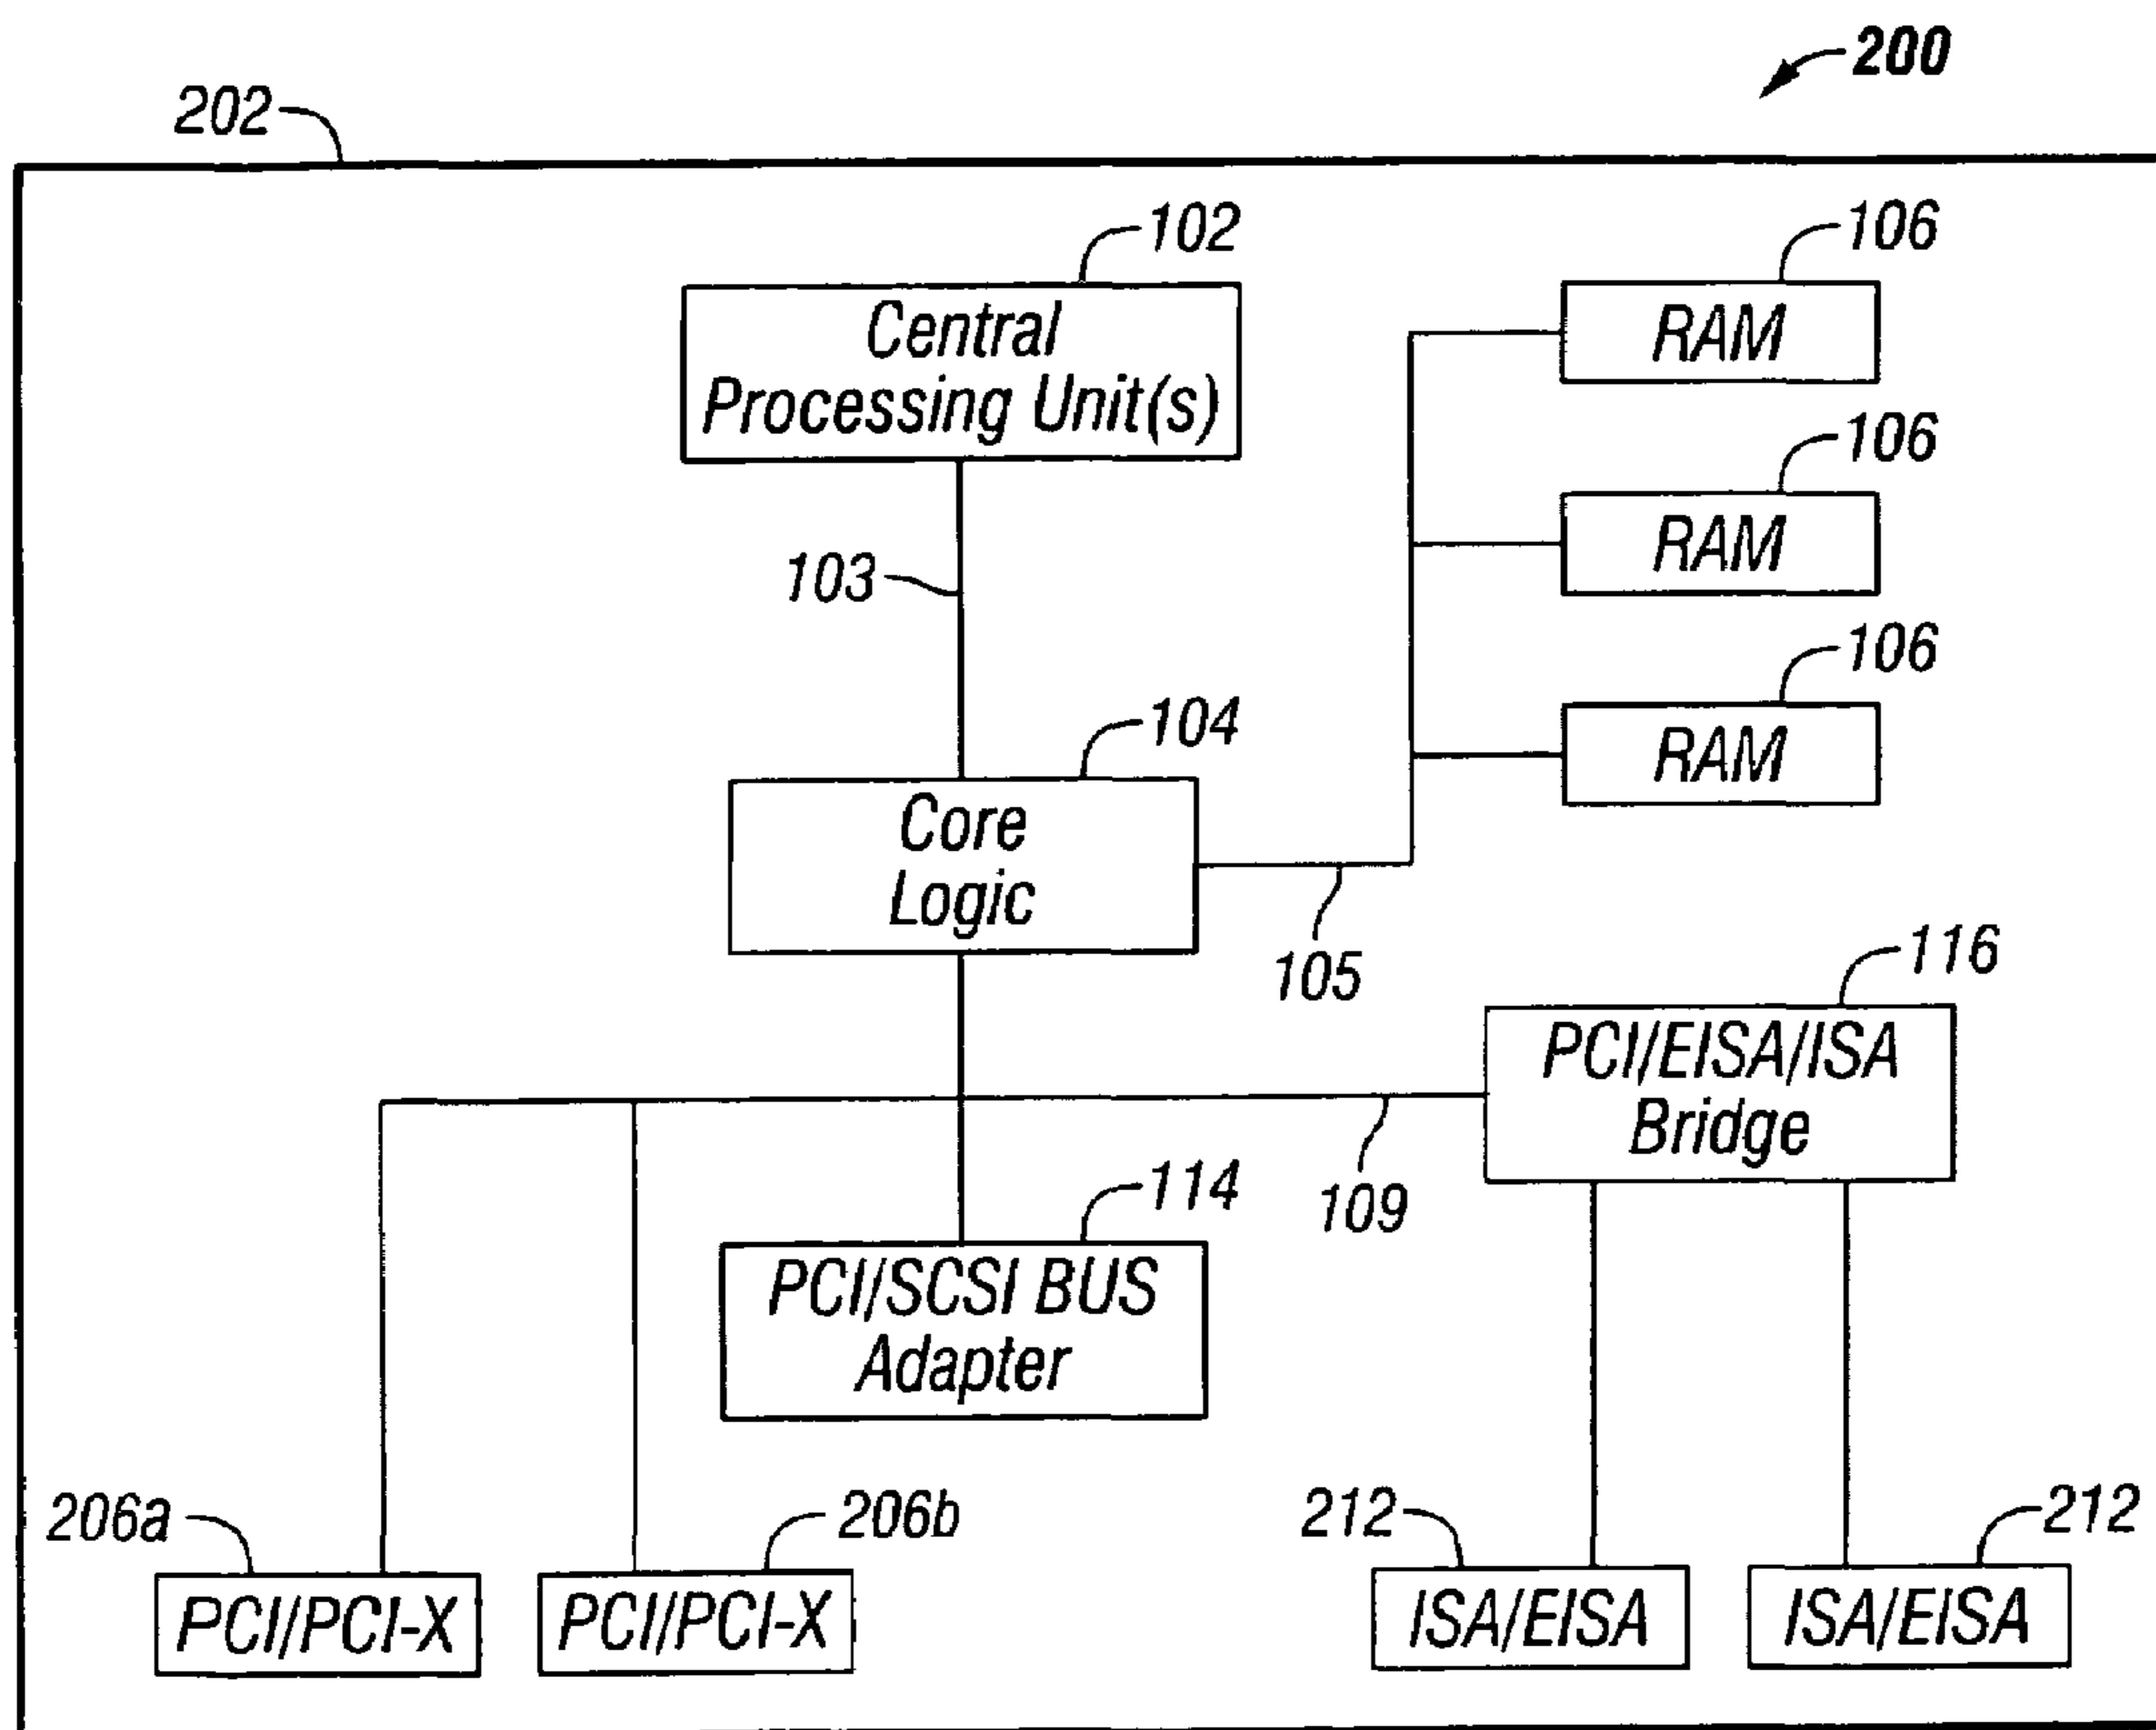 200
202
102
Central
Processing Unit(s)
106
RAM
106
RAM
103
106
RAM
104
Core
Logic
105
116
PCI/EISA/ISA
Bridge
109
114
PCI/SCSI BUS
Adapter
206a
PCI/PCI-X
206b
PCI/PCI-X
212
ISA/EISA
212
ISA/EISA